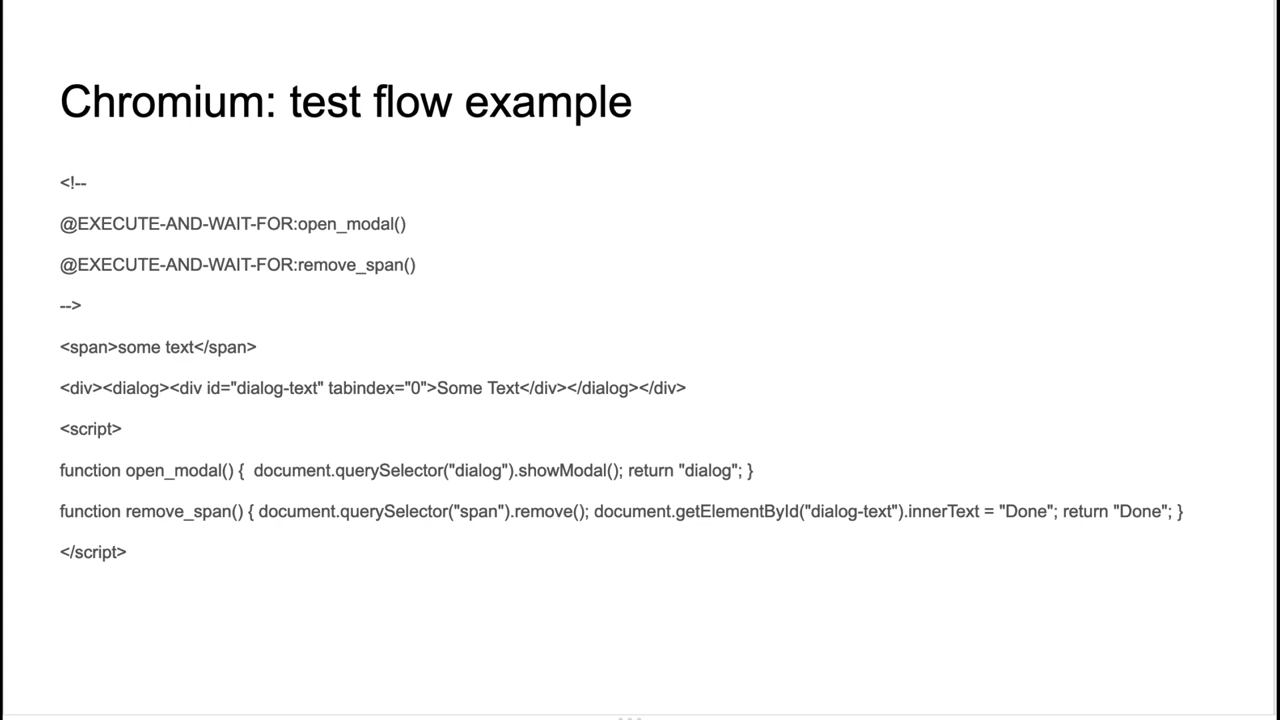 Chromium: test flow example
<!--
@EXECUTE-AND-WAIT-FOR:open_modal()
@EXECUTE-AND-WAIT-FOR:remove_span()
-->
<span>some text</span>
<div><dialog><div id="dialog-text" tabindex="0">Some Text</div></dialog></div>
<script>
function open_modal() {  document.querySelector("dialog").showModal(); return "dialog"; }
function remove_span() { document.querySelector("span").remove(); document.getElementById("dialog-text").innerText = "Done"; return "Done"; }
</script>